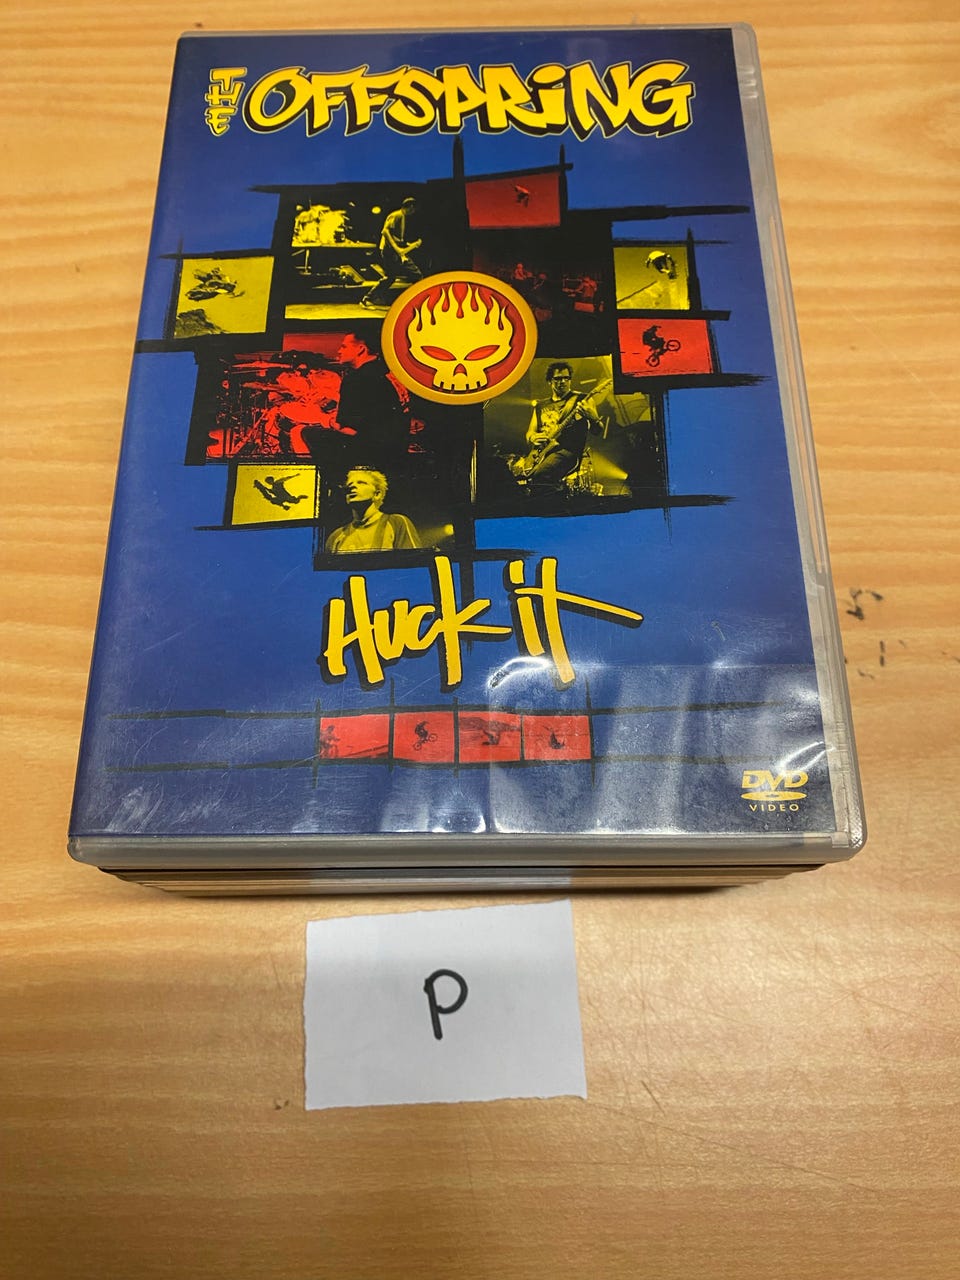 THE OFFSPRiNG
Huck it
DVD
VIDEO
P